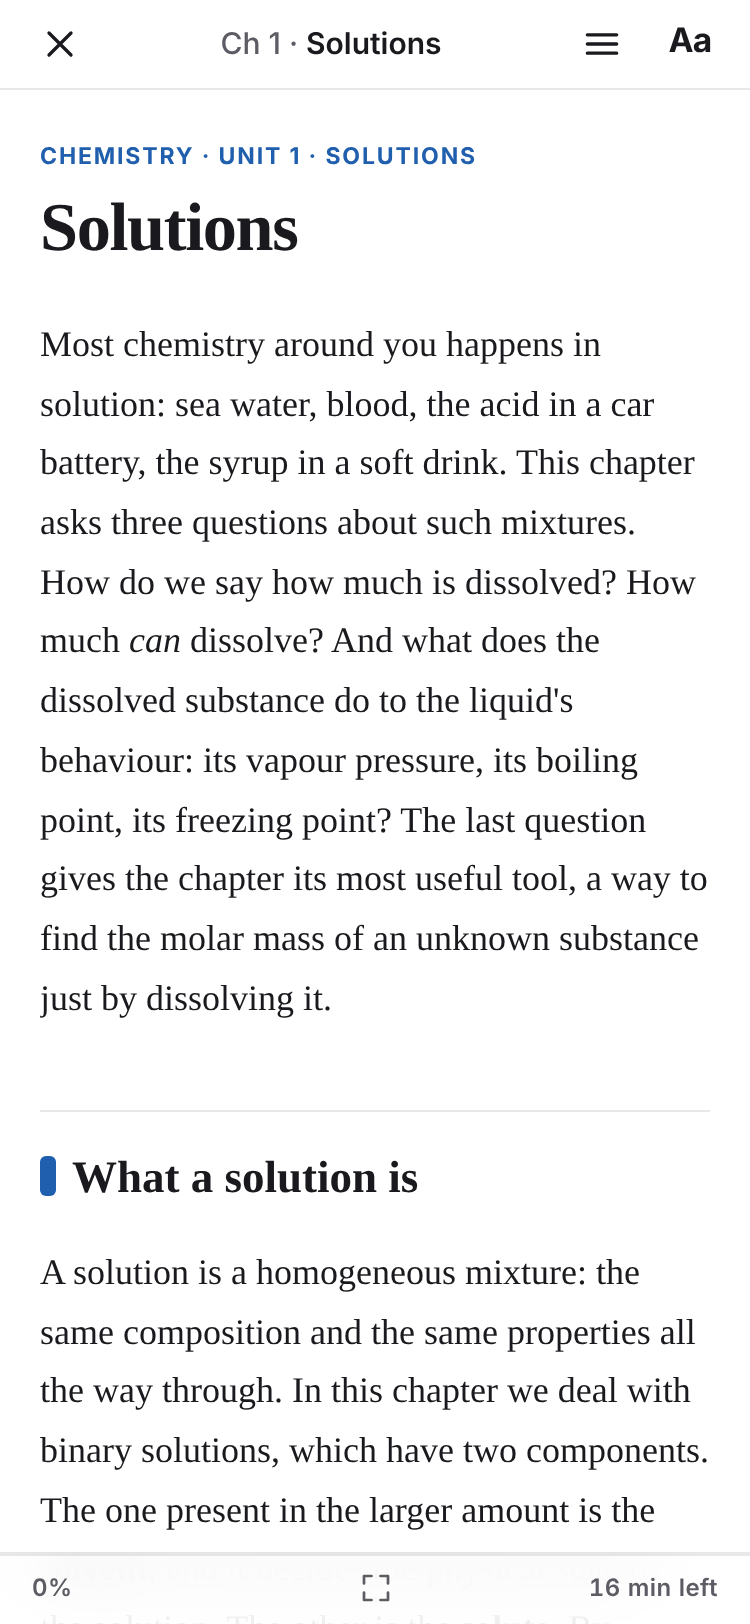 Ch 1 · Solutions
Aa
CHEMISTRY · UNIT 1 · SOLUTIONS
Solutions
Most chemistry around you happens in
solution: sea water, blood, the acid in a car
battery, the syrup in a soft drink. This chapter
asks three questions about such mixtures.
How do we say how much is dissolved? How
much can dissolve? And what does the
dissolved substance do to the liquid's
behaviour: its vapour pressure, its boiling
point, its freezing point? The last question
gives the chapter its most useful tool, a way to
find the molar mass of an unknown substance
just by dissolving it.
What a solution is
A solution is a homogeneous mixture: the
same composition and the same properties all
the way through. In this chapter we deal with
binary solutions, which have two components.
The one present in the larger amount is the
0%
16 min left